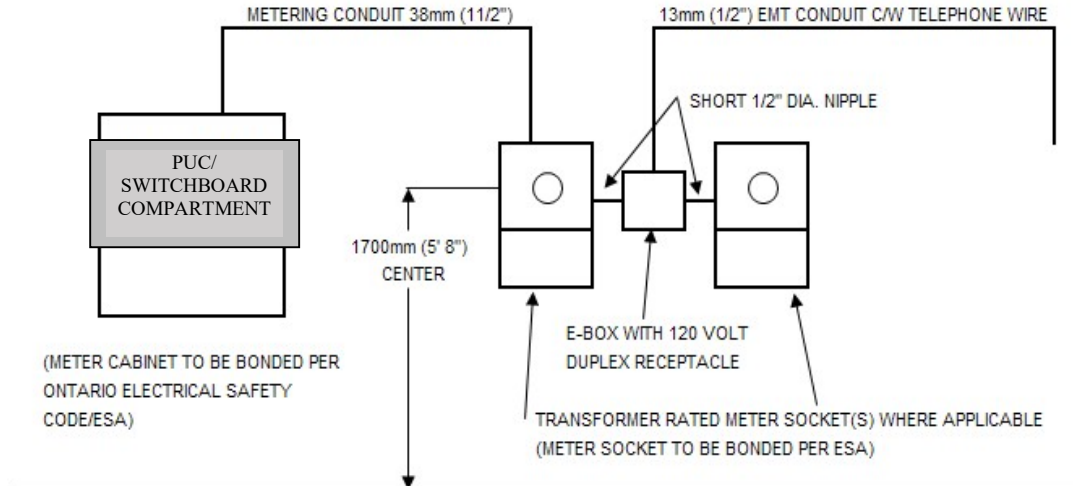 METERING CONDUIT 38mm (11/2")
13mm (1/2") EMT CONDUIT C/W TELEPHONE WIRE
SHORT 1/2" DIA. NIPPLE
PUC/
SWITCHBOARD
COMPARTMENT
1700mm (5' 8")
CENTER
E-BOX WITH 120 VOLT
DUPLEX RECEPTACLE
(METER CABINET TO BE BONDED PER
ONTARIO ELECTRICAL SAFETY
CODE/ESA)
TRANSFORMER RATED METER SOCKET(S) WHERE APPLICABLE
(METER SOCKET TO BE BONDED PER ESA)